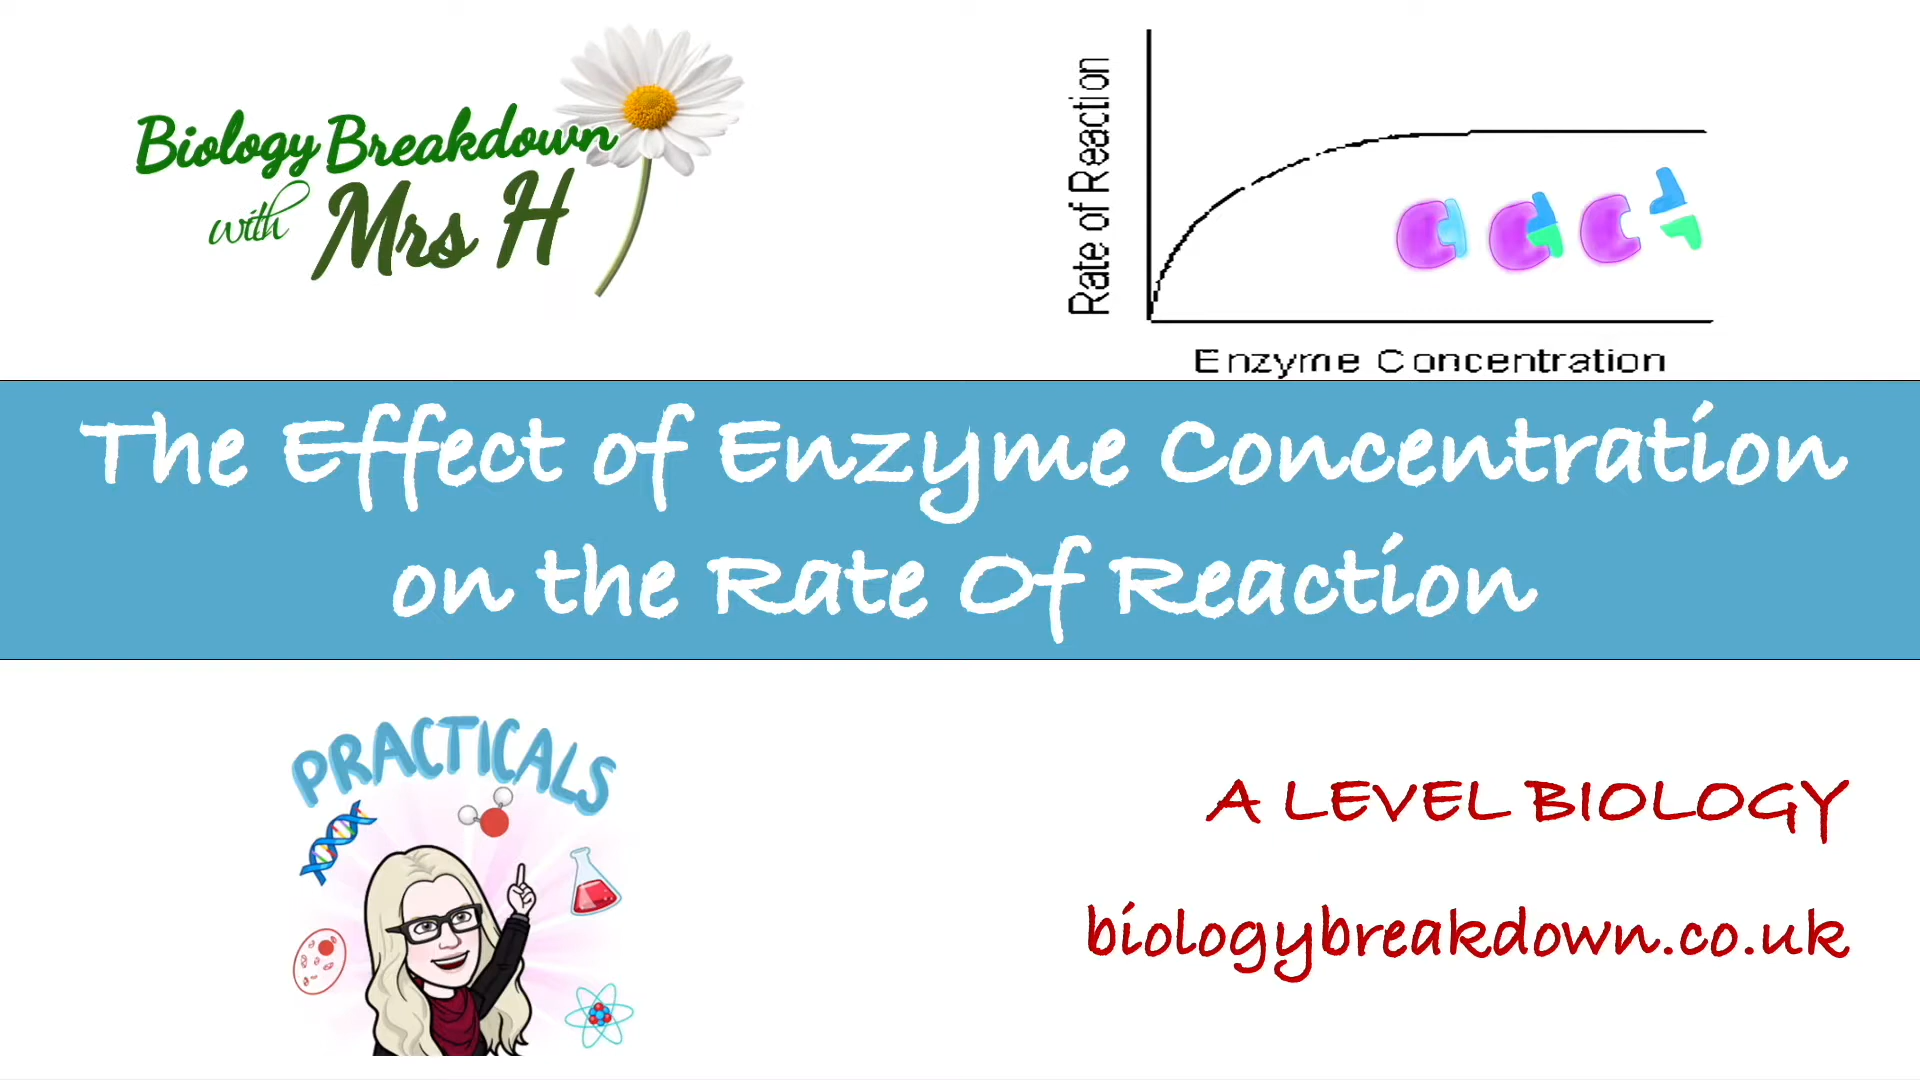 Biology Breakdown
with Mrs H
Rate of Reaction
Enzyme Concentration
The Effect of Enzyme Concentration
on the Rate Of Reaction
PRACTICALS
A LEVEL BIOLOGY
biologybreakdown.co.uk